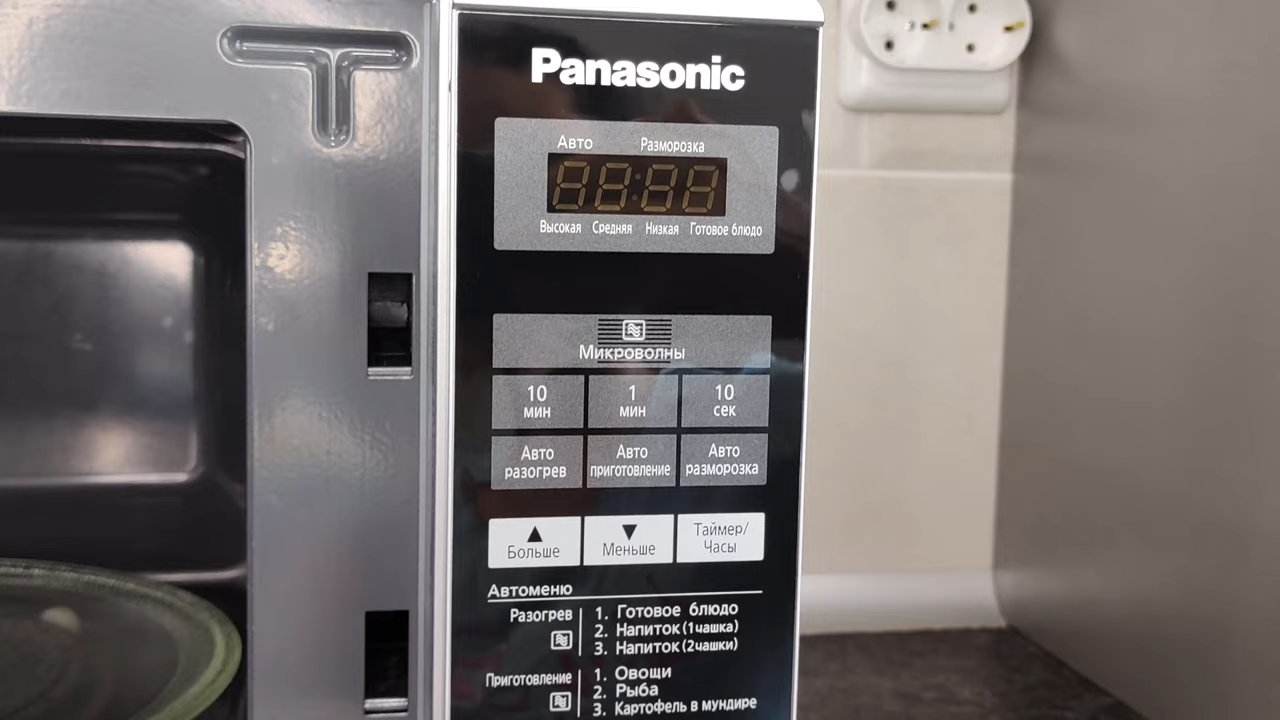 Panasonic
Авто Разморозка
88:88
Высокая Средняя Низкая Готовое блюдо
Микроволны
10 мин
1 мин
10 сек
Авто разогрев
Авто приготовление
Авто разморозка
▲ Больше
▼ Меньше
Таймер/ Часы
Автоменю
Разогрев
1. Готовое блюдо
2. Напиток (1чашка)
3. Напиток (2чашки)
Приготовление
1. Овощи
2. Рыба
3. Картофель в мундире